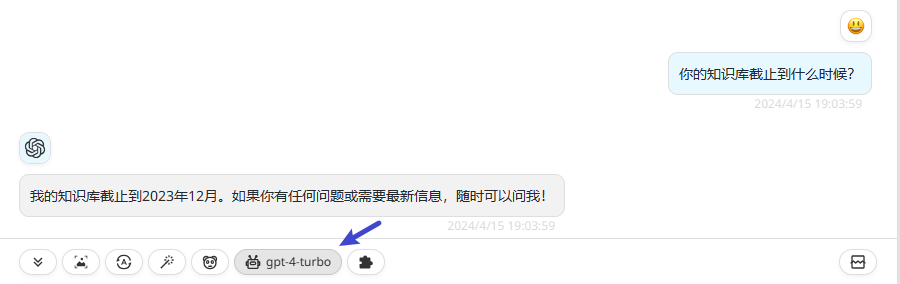 你的知识库截止到什么时候？
2024/4/15 19:03:59
我的知识库截止到2023年12月。如果你有任何问题或需要最新信息，随时可以问我！
2024/4/15 19:03:59
A
gpt-4-turbo